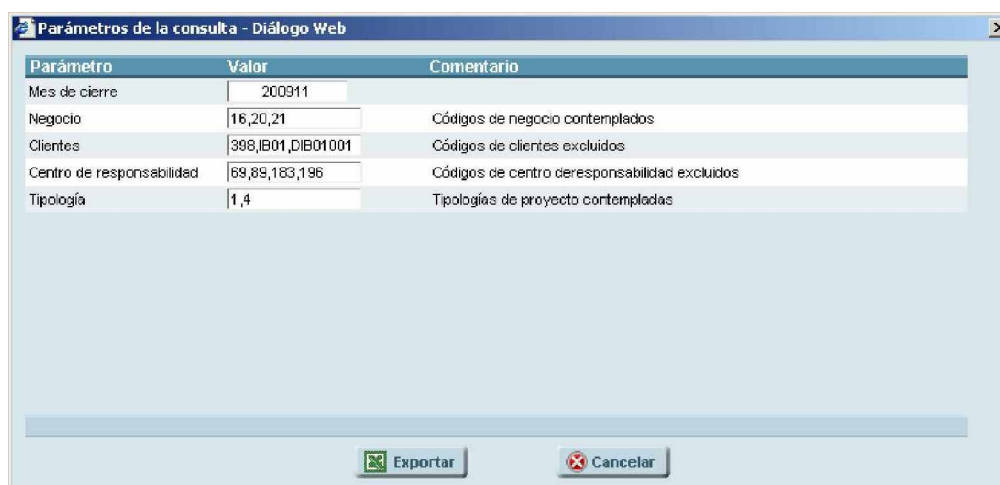 Parámetros de la consulta - Diálogo Web
Parámetro Valor Comentario
Mes de cierre 200911
Negocio 16,20,21 Códigos de negocio contemplados
Clientes 398,IB01,DIB01001 Códigos de clientes excluidos
Centro de responsabilidad 69,89,183,196 Códigos de centro deresponsabilidad excluidos
Tipología 1,4 Tipologías de proyecto contempladas
Exportar Cancelar